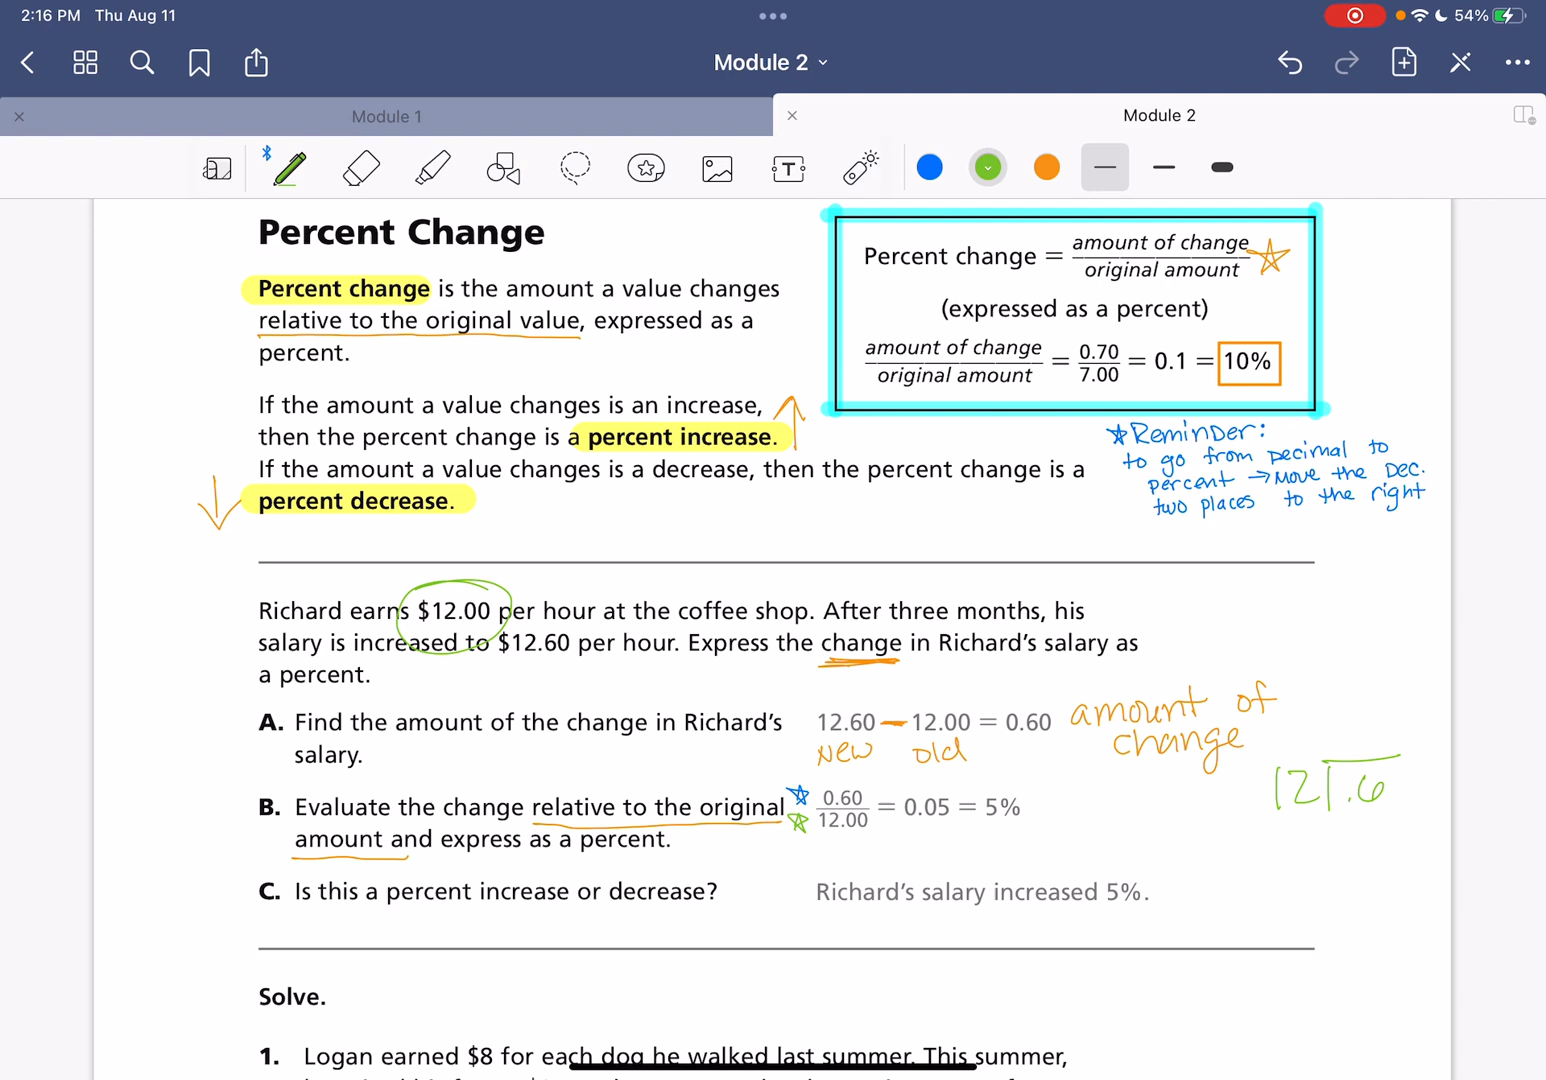 2:16 PM Thu Aug 11
54%
Module 2
Module 1
Module 2
Percent Change
Percent change is the amount a value changes
relative to the original value, expressed as a
percent.
If the amount a value changes is an increase,
then the percent change is a percent increase.
If the amount a value changes is a decrease, then the percent change is a
percent decrease.
Percent change = amount of change / original amount
(expressed as a percent)
amount of change / original amount = 0.70 / 7.00 = 0.1 = 10%
Reminder:
to go from Decimal to
percent → move the Dec.
two places to the right
Richard earns $12.00 per hour at the coffee shop. After three months, his
salary is increased to $12.60 per hour. Express the change in Richard's salary as
a percent.
A. Find the amount of the change in Richard's
salary.
12.60 – 12.00 = 0.60
New Old
amount of
change
B. Evaluate the change relative to the original
amount and express as a percent.
0.60 / 12.00 = 0.05 = 5%
12 .6
C. Is this a percent increase or decrease?
Richard's salary increased 5%.
Solve.
1. Logan earned $8 for each dog he walked last summer. This summer,